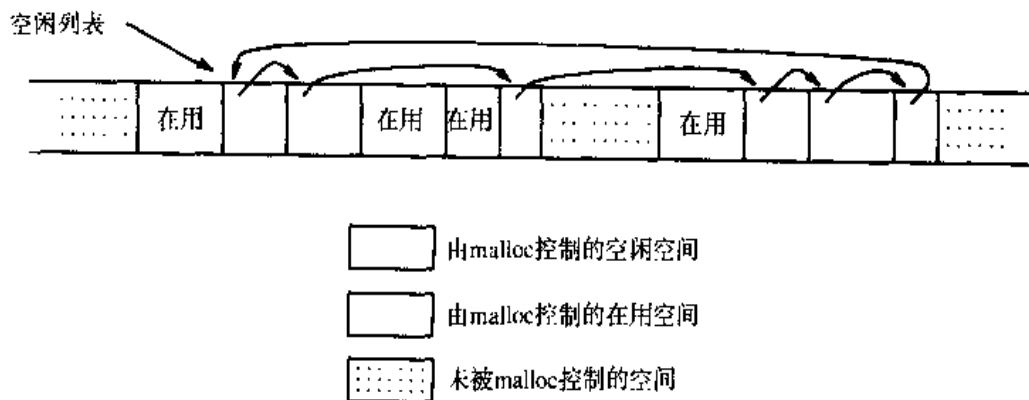 空闲列表
在用
在用
在用
在用
由malloc控制的空闲空间
由malloc控制的在用空间
未被malloc控制的空间